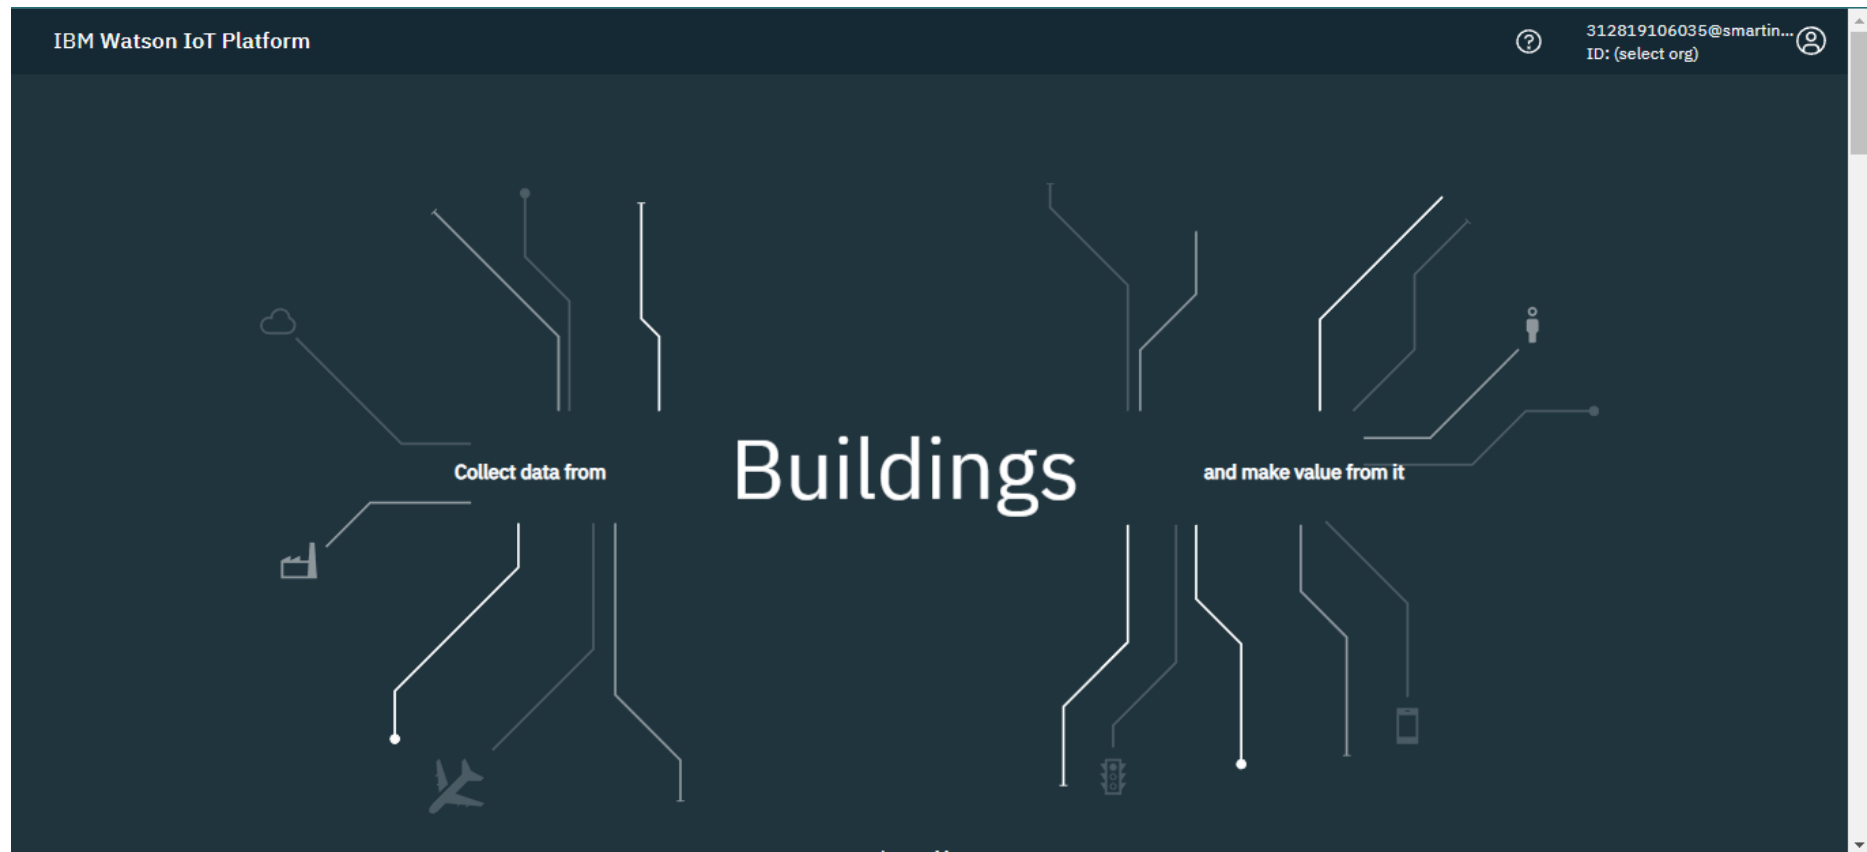 IBM Watson IoT Platform
312819106035@smartin...
ID: (select org)
Collect data from
Buildings
and make value from it